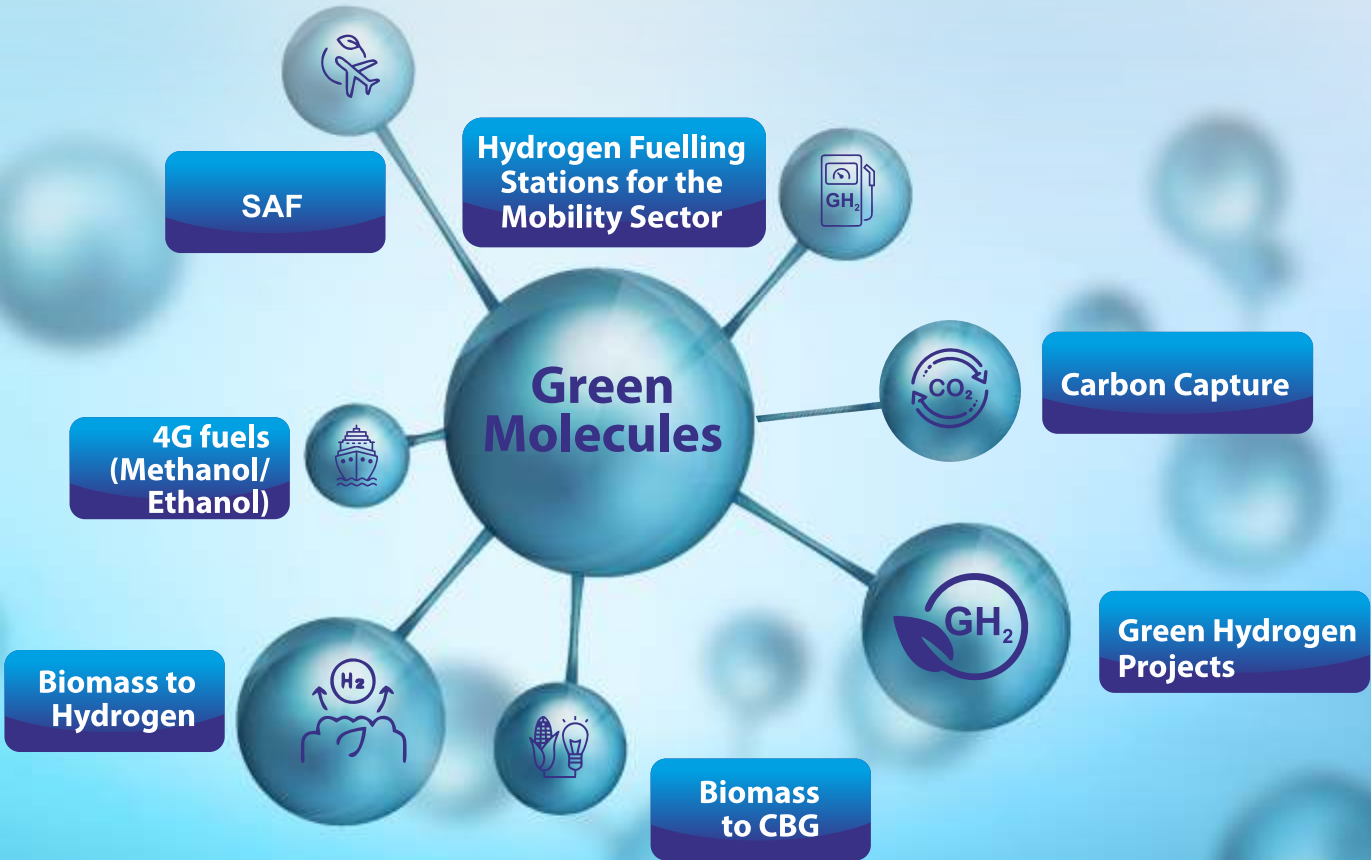 SAF
Hydrogen Fuelling
Stations for the
Mobility Sector
GH₂
Green
Molecules
CO₂
Carbon Capture
4G fuels
(Methanol/
Ethanol)
GH₂
Green Hydrogen
Projects
Biomass to
Hydrogen
H₂
Biomass
to CBG